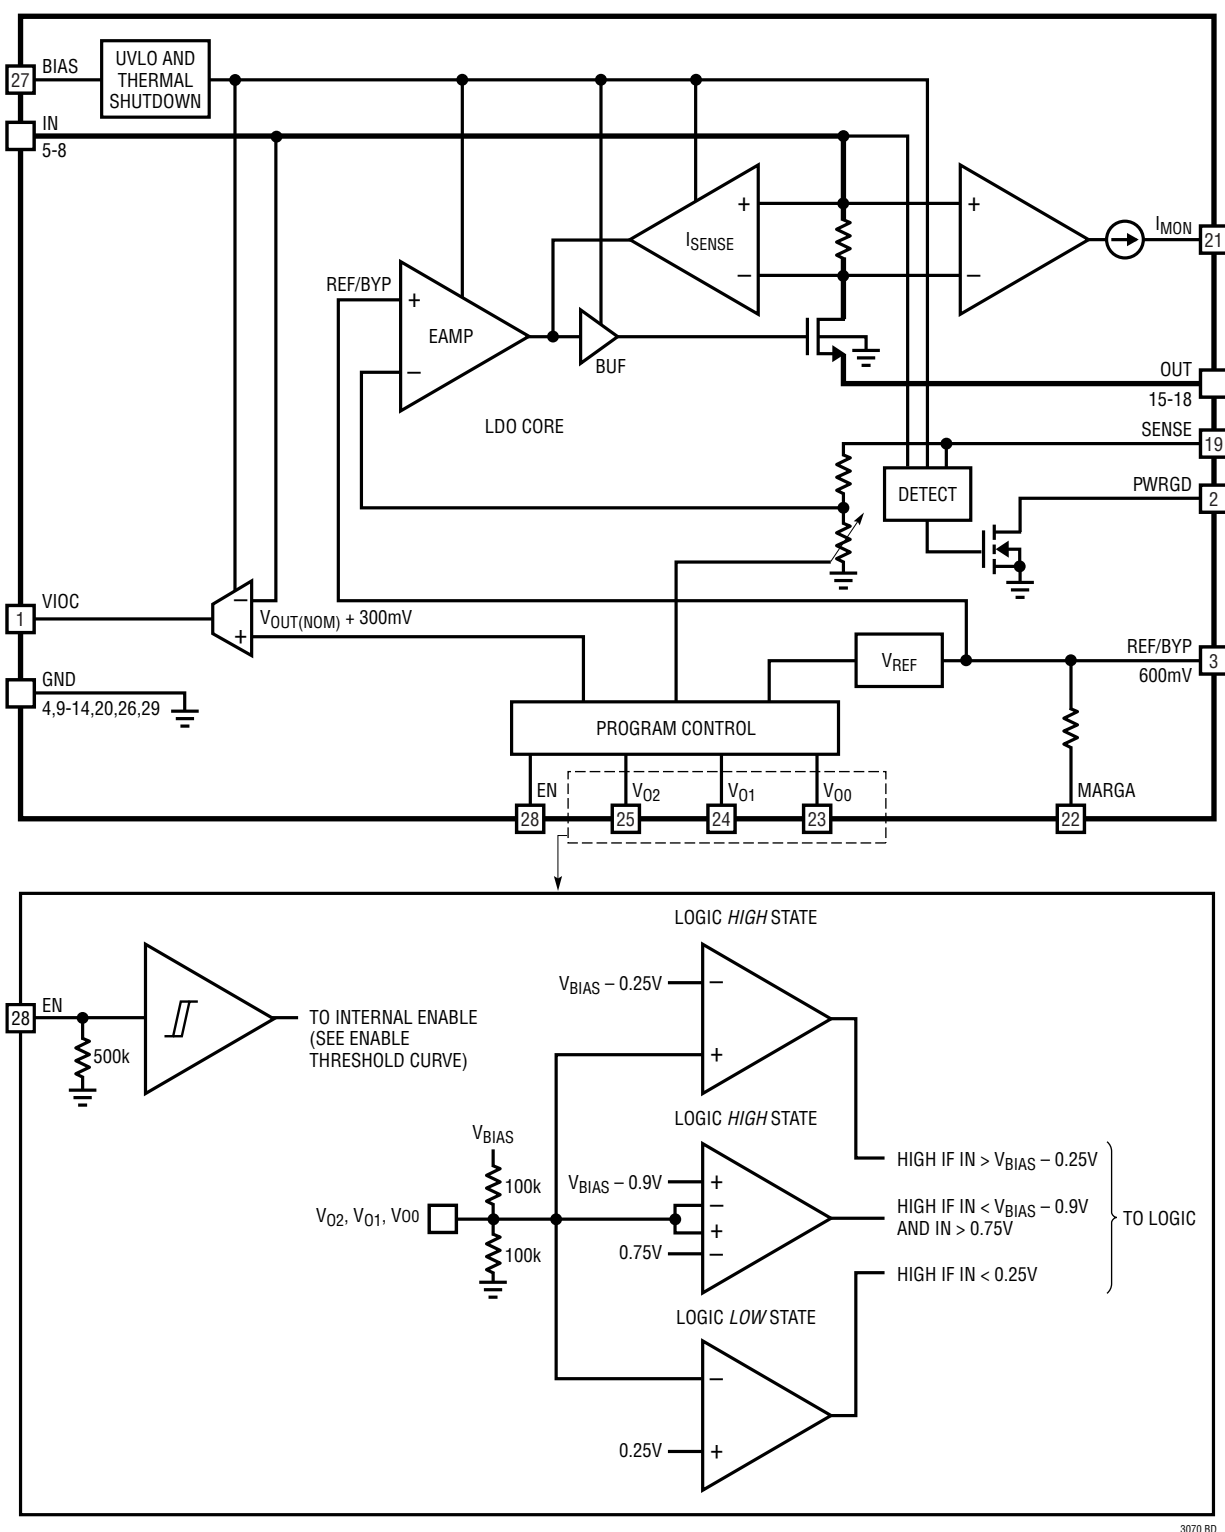 UVLO AND
THERMAL
SHUTDOWN
27
BIAS
IN
5-8
+
–
ISENSE
+
–
IMON
21
REF/BYP
+
–
EAMP
BUF
LDO CORE
OUT
15-18
SENSE
19
DETECT
PWRGD
2
VIOC
1
–
+
VOUT(NOM) + 300mV
VREF
REF/BYP
3
600mV
GND
4,9-14,20,26,29
PROGRAM CONTROL
EN
VO2
VO1
VO0
MARGA
28
25
24
23
22
LOGIC HIGH STATE
VBIAS – 0.25V
–
+
28
EN
500k
TO INTERNAL ENABLE
(SEE ENABLE
THRESHOLD CURVE)
LOGIC HIGH STATE
VBIAS
100k
VBIAS – 0.9V
+
–
+
–
VO2, VO1, VO0
100k
0.75V
HIGH IF IN > VBIAS – 0.25V
HIGH IF IN < VBIAS – 0.9V
AND IN > 0.75V
TO LOGIC
HIGH IF IN < 0.25V
LOGIC LOW STATE
–
0.25V
+
3070 BD